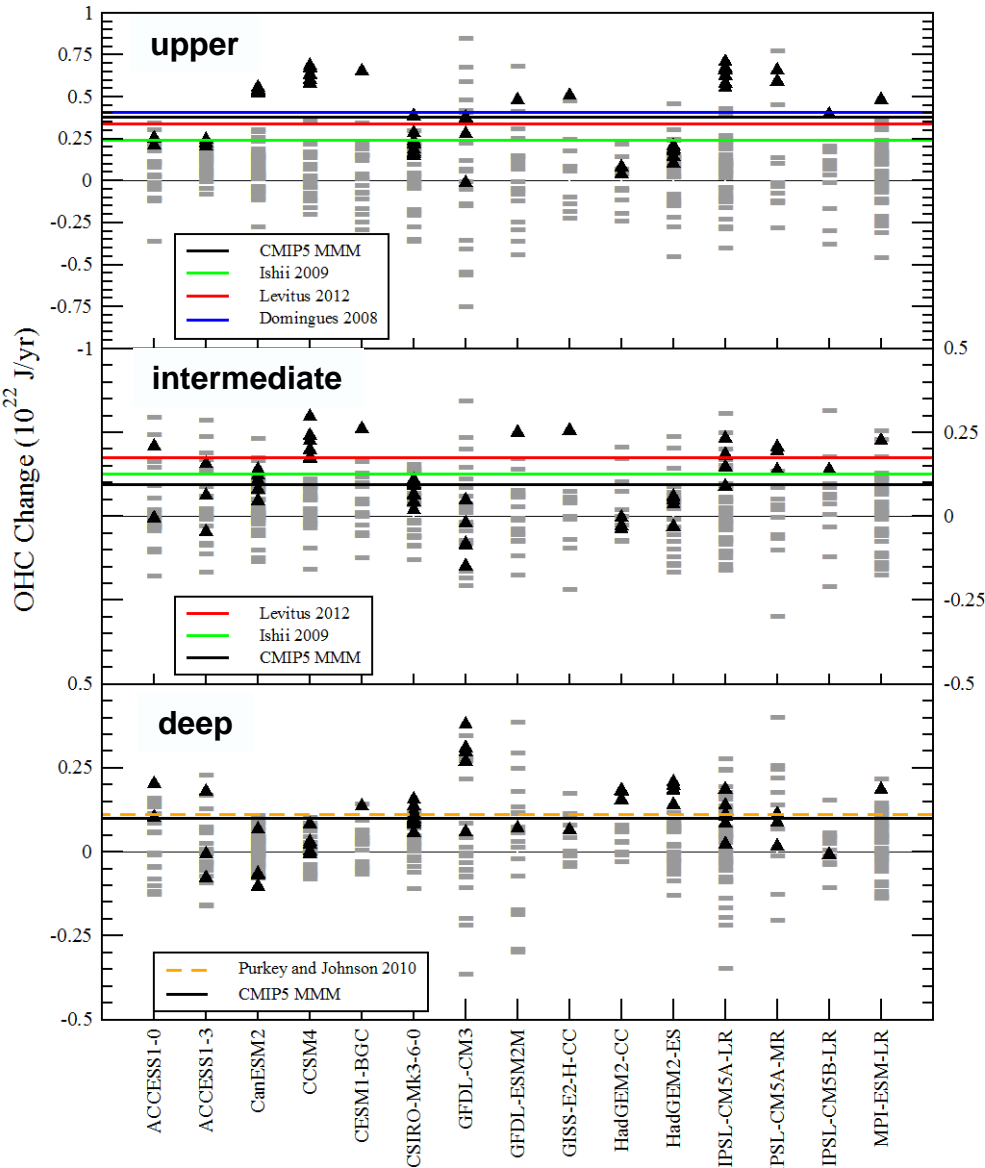 OHC Change (10^22 J/yr)
upper
1
0.75
0.5
0.25
0
-0.25
-0.5
-0.75
-1
CMIP5 MMM
Ishii 2009
Levitus 2012
Domingues 2008
intermediate
0.5
0.25
0
-0.25
-0.5
Levitus 2012
Ishii 2009
CMIP5 MMM
deep
0.5
0.25
0
-0.25
-0.5
Purkey and Johnson 2010
CMIP5 MMM
ACCESS1-0
ACCESS1-3
CanESM2
CCSM4
CESM1-BGC
CSIRO-Mk3-6-0
GFDL-CM3
GFDL-ESM2M
GISS-E2-H-CC
HadGEM2-CC
HadGEM2-ES
IPSL-CM5A-LR
PSL-CM5A-MR
IPSL-CM5B-LR
MPI-ESM-LR